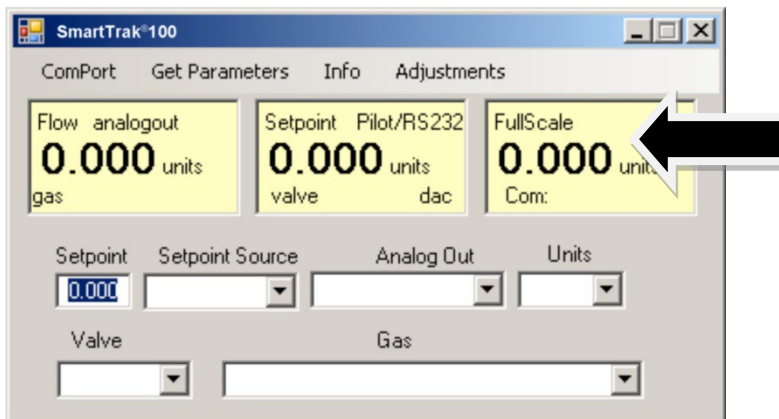 SmartTrak®100
ComPort Get Parameters Info Adjustments
Flow analogout
0.000 units
gas
Setpoint Pilot/RS232
0.000 units
valve dac
FullScale
0.000
Com:
Setpoint Setpoint Source Analog Out Units
0.000
Valve Gas